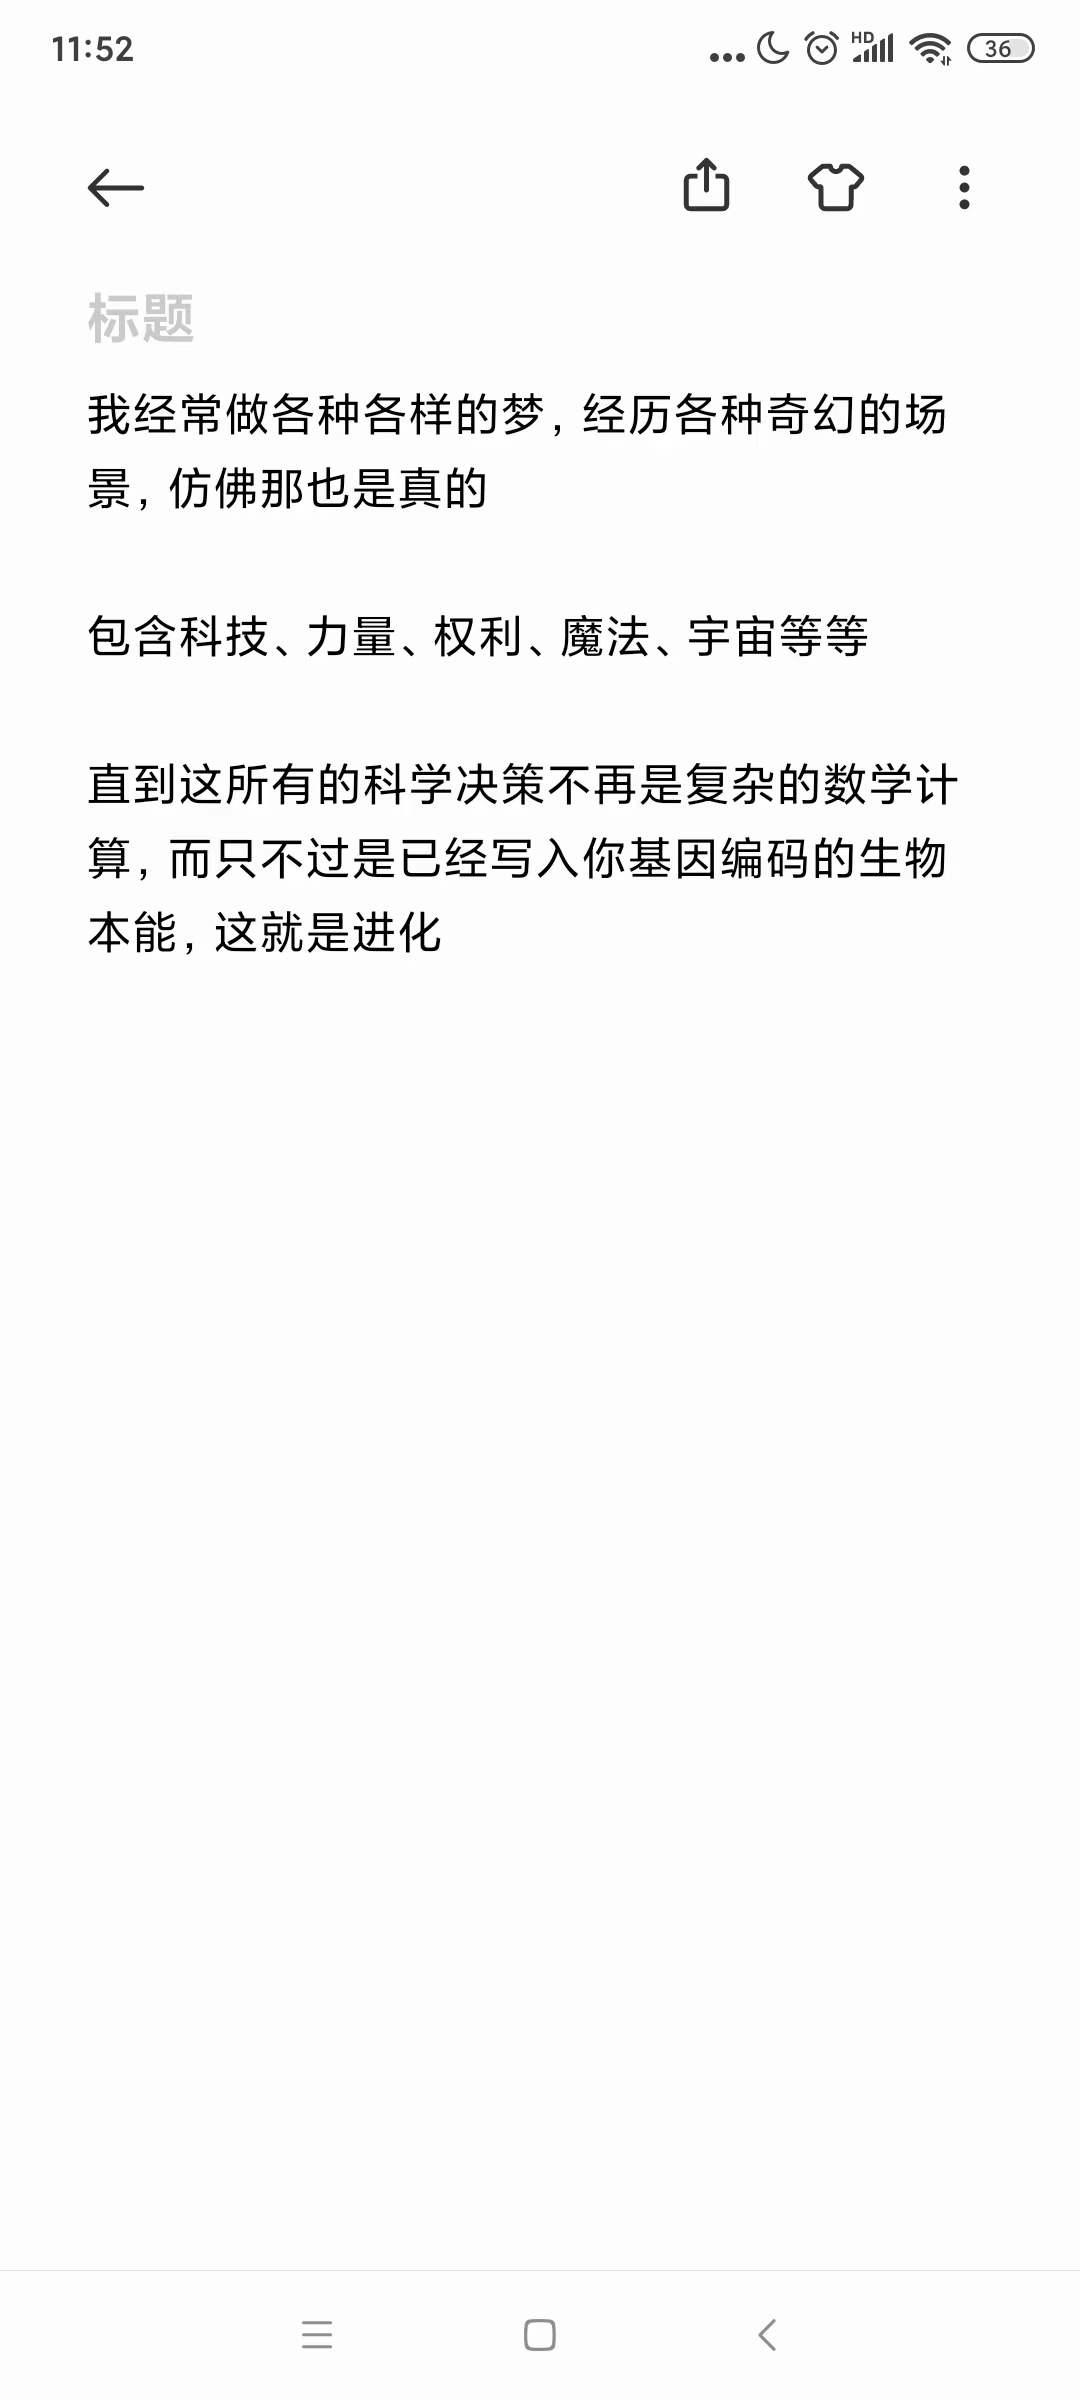 11:52
HD
36
标题
我经常做各种各样的梦，经历各种奇幻的场
景，仿佛那也是真的
包含科技、力量、权利、魔法、宇宙等等
直到这所有的科学决策不再是复杂的数学计
算，而只不过是已经写入你基因编码的生物
本能，这就是进化